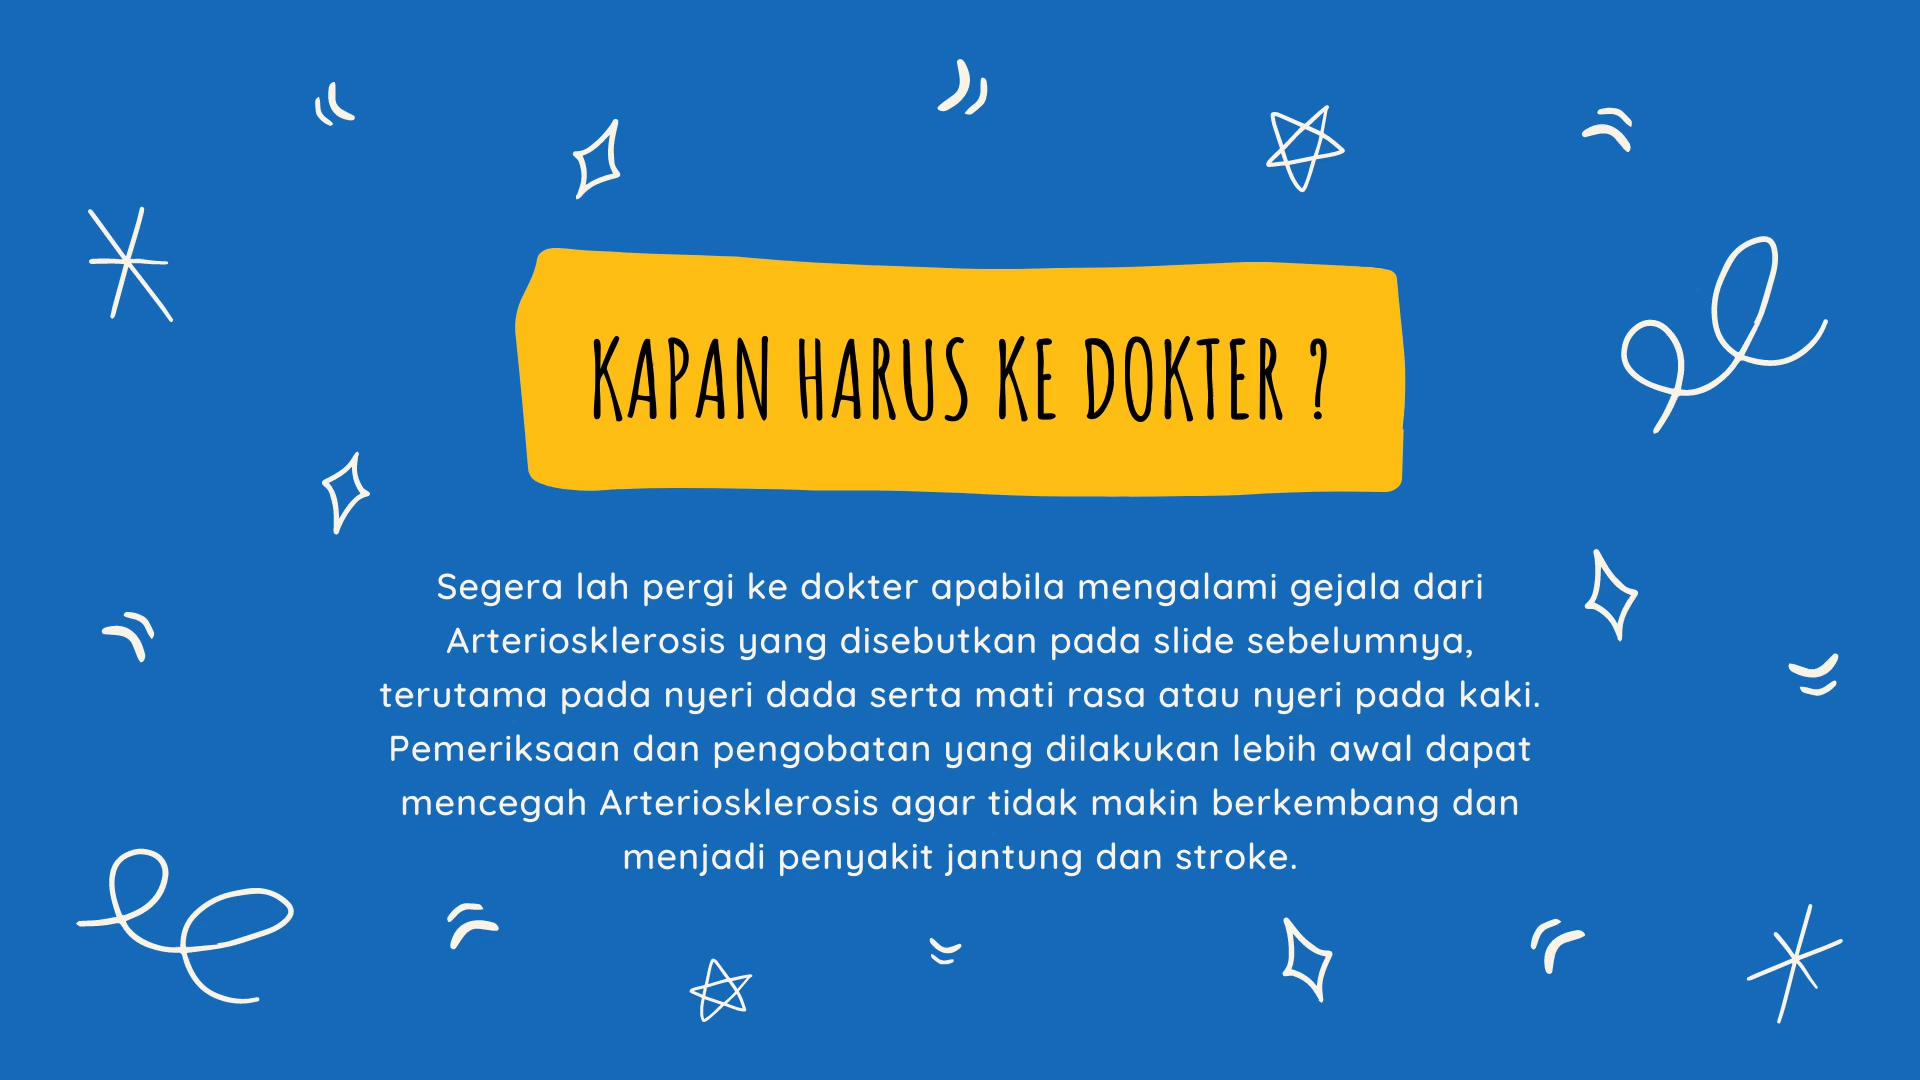 KAPAN HARUS KE DOKTER ?
Segera lah pergi ke dokter apabila mengalami gejala dari
Arteriosklerosis yang disebutkan pada slide sebelumnya,
terutama pada nyeri dada serta mati rasa atau nyeri pada kaki.
Pemeriksaan dan pengobatan yang dilakukan lebih awal dapat
mencegah Arteriosklerosis agar tidak makin berkembang dan
menjadi penyakit jantung dan stroke.